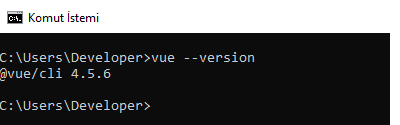 Komut İstemi
C:\Users\Developer>vue --version
@vue/cli 4.5.6
C:\Users\Developer>